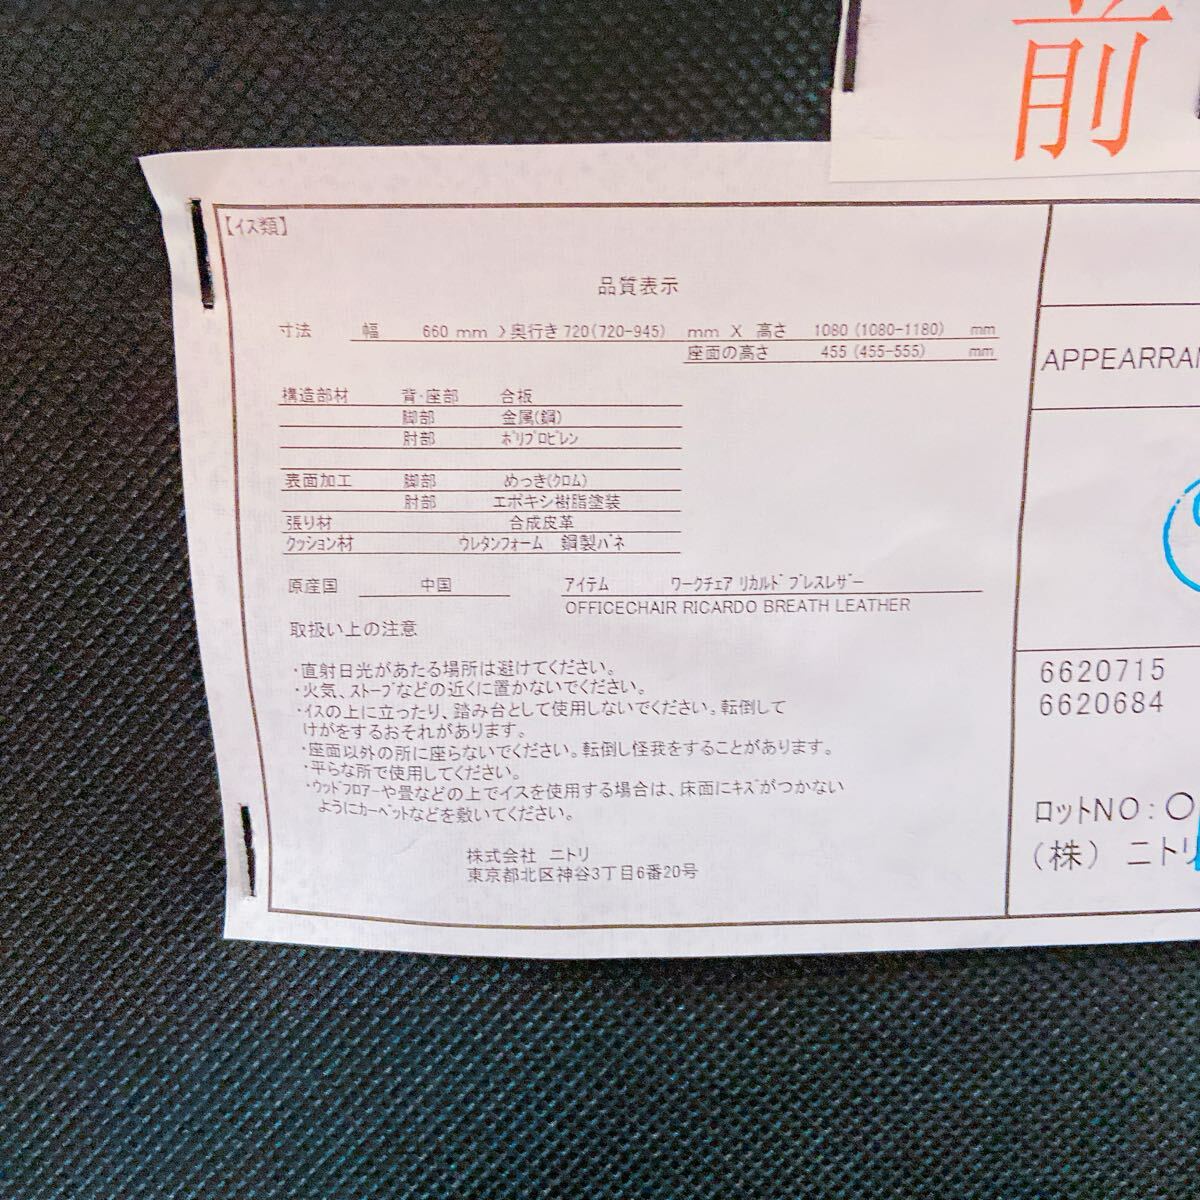 前
【イス類】
品質表示
寸法 幅 660 mm >奥行き 720(720-945) mm X 高さ 1080 (1080-1180) mm
座面の高さ 455 (455-555) mm
構造部材 背・座部 合板
脚部 金属(鋼)
肘部 ポリプロピレン
表面加工 脚部 めっき(クロム)
肘部 エポキシ樹脂塗装
張り材 合成皮革
クッション材 ウレタンフォーム 鋼製バネ
原産国 中国 アイテム ワークチェア リカルド ブレスレザー
OFFICECHAIR RICARDO BREATH LEATHER
取扱い上の注意
・直射日光があたる場所は避けてください。
・火気、ストーブなどの近くに置かないでください。
・イスの上に立ったり、踏み台として使用しないでください。転倒して
けがをするおそれがあります。
・座面以外の所に座らないでください。転倒し怪我をすることがあります。
・平らな所で使用してください。
・ウッドフロアーや畳などの上でイスを使用する場合は、床面にキズがつかない
ようにカーペットなどを敷いてください。
株式会社 ニトリ
東京都北区神谷3丁目6番20号
APPEARRAN
6620715
6620684
ロットNO:O
(株) ニトリ